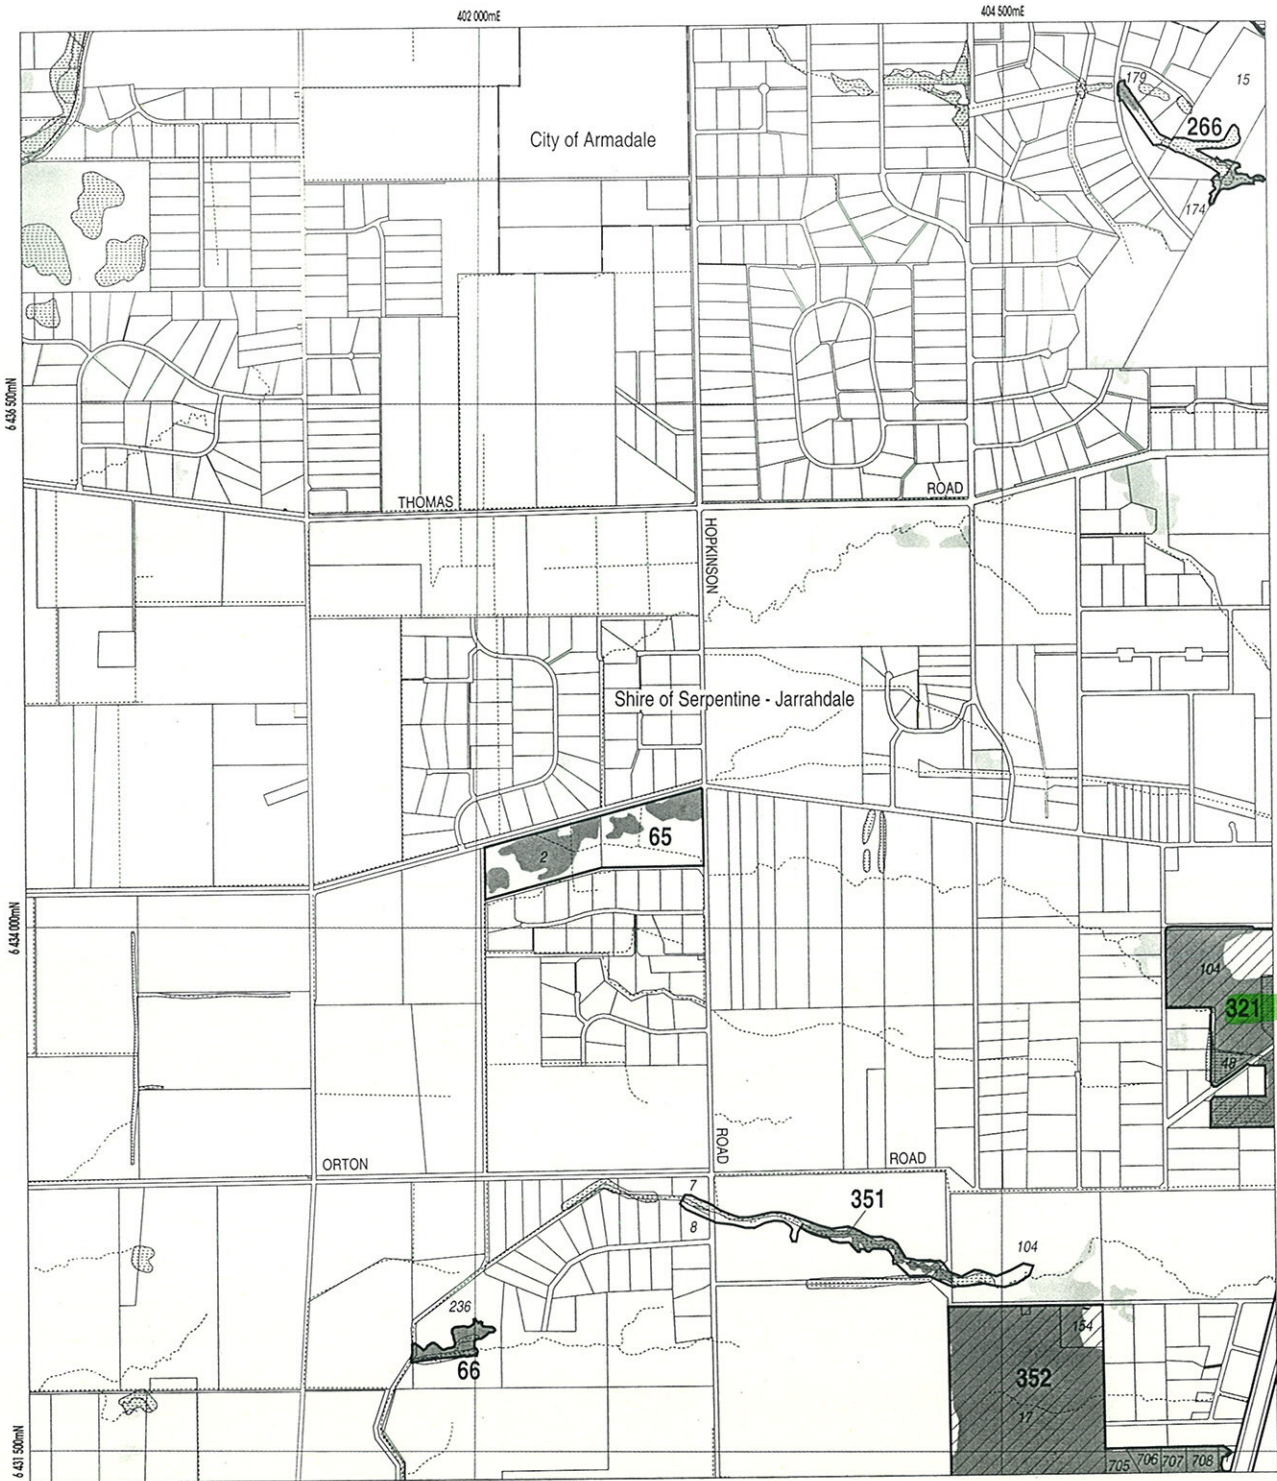 402 000mE
404 500mE
City of Armadale
179
15
266
174
6 436 500mN
THOMAS
ROAD
HOPKINSON
Shire of Serpentine - Jarrahdale
65
2
6 434 000mN
104
321
48
ORTON
ROAD
ROAD
7
351
8
104
236
154
66
352
17
6 431 500mN
705 706 707 708